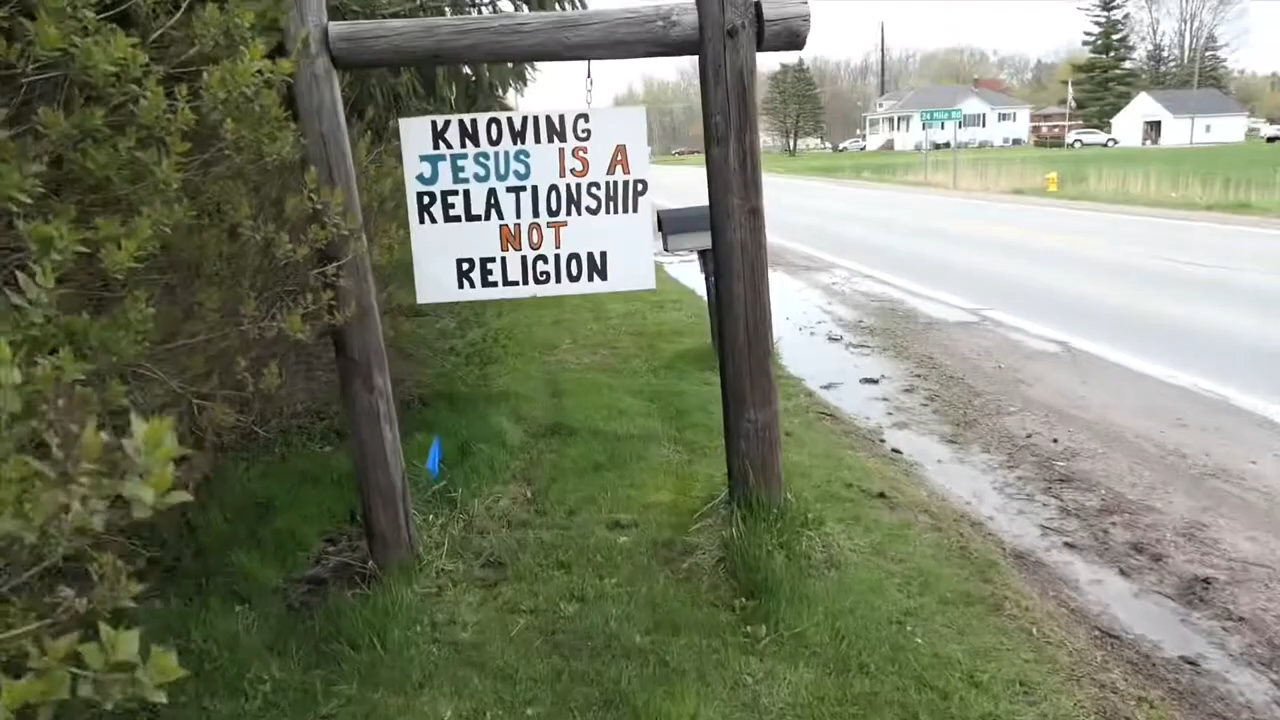 KNOWING
JESUS IS A
RELATIONSHIP
NOT
RELIGION
24 Mile Rd